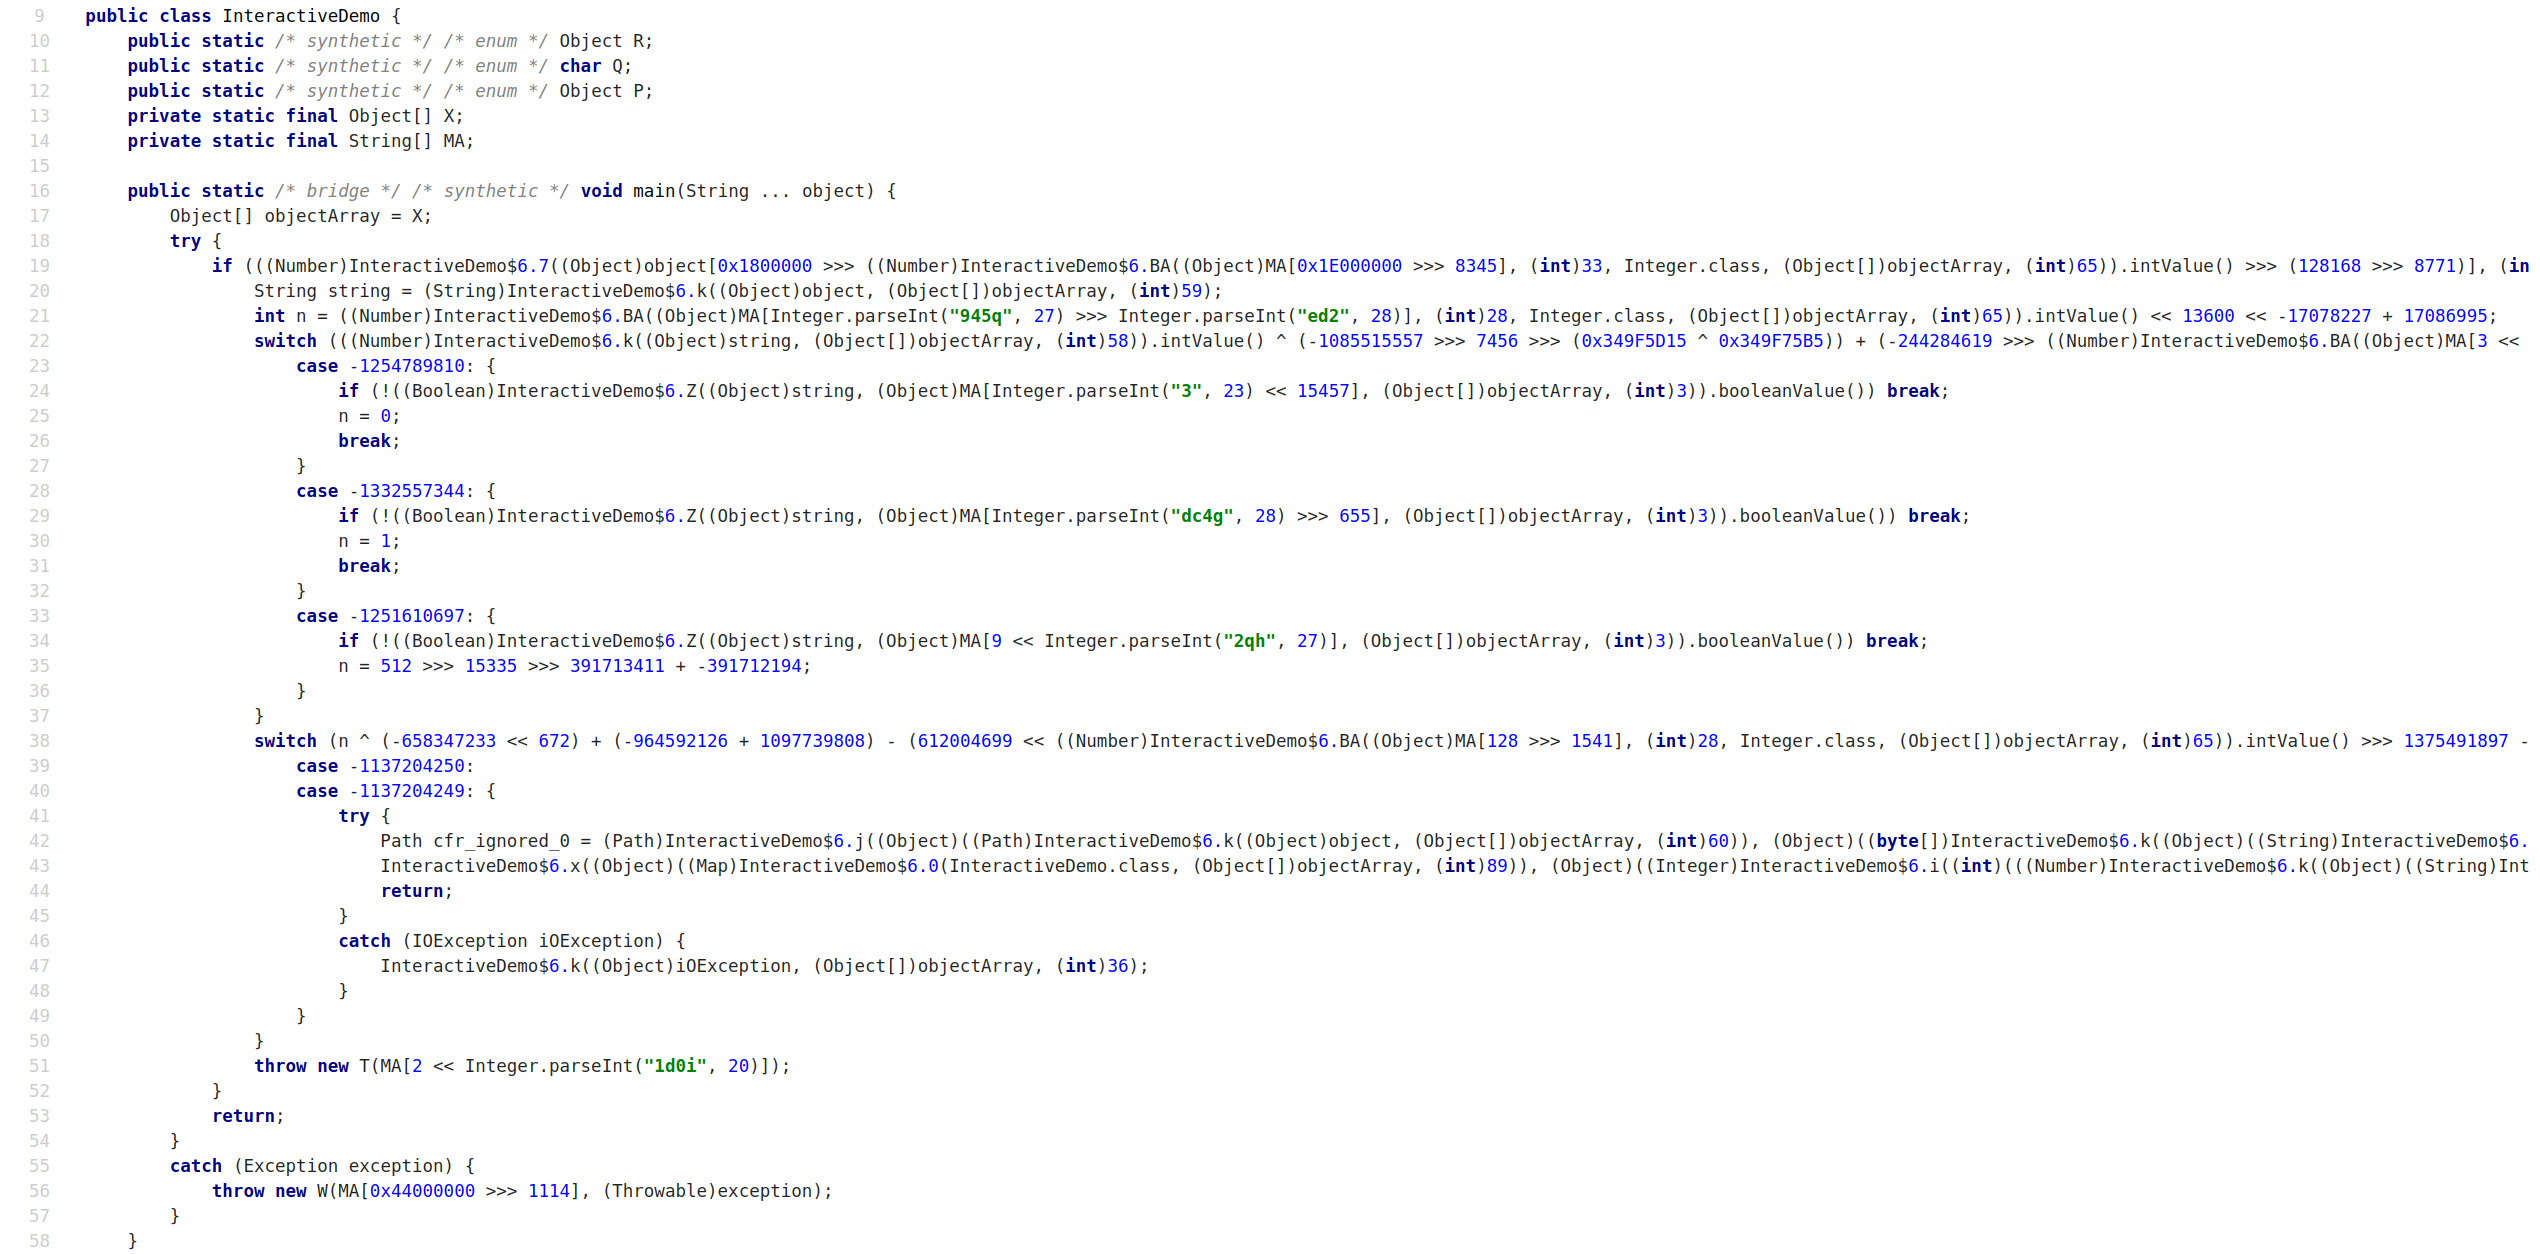 9 public class InteractiveDemo {
10 public static /* synthetic */ /* enum */ Object R;
11 public static /* synthetic */ /* enum */ char Q;
12 public static /* synthetic */ /* enum */ Object P;
13 private static final Object[] X;
14 private static final String[] MA;
15
16 public static /* bridge */ /* synthetic */ void main(String ... object) {
17 Object[] objectArray = X;
18 try {
19 if (((Number)InteractiveDemo$6.7((Object)object[0x1800000 >>> ((Number)InteractiveDemo$6.BA((Object)MA[0x1E000000 >>> 8345], (int)33, Integer.class, (Object[])objectArray, (int)65)).intValue() >>> (128168 >>> 8771)], (in
20 String string = (String)InteractiveDemo$6.k((Object)object, (Object[])objectArray, (int)59);
21 int n = ((Number)InteractiveDemo$6.BA((Object)MA[Integer.parseInt("945q", 27) >>> Integer.parseInt("ed2", 28)], (int)28, Integer.class, (Object[])objectArray, (int)65)).intValue() << 13600 << -17078227 + 17086995;
22 switch (((Number)InteractiveDemo$6.k((Object)string, (Object[])objectArray, (int)58)).intValue() ^ (-1085515557 >>> 7456 >>> (0x349F5D15 ^ 0x349F75B5)) + (-244284619 >>> ((Number)InteractiveDemo$6.BA((Object)MA[3 <<
23 case -1254789810: {
24 if (!((Boolean)InteractiveDemo$6.Z((Object)string, (Object)MA[Integer.parseInt("3", 23) << 15457], (Object[])objectArray, (int)3)).booleanValue()) break;
25 n = 0;
26 break;
27 }
28 case -1332557344: {
29 if (!((Boolean)InteractiveDemo$6.Z((Object)string, (Object)MA[Integer.parseInt("dc4g", 28) >>> 655], (Object[])objectArray, (int)3)).booleanValue()) break;
30 n = 1;
31 break;
32 }
33 case -1251610697: {
34 if (!((Boolean)InteractiveDemo$6.Z((Object)string, (Object)MA[9 << Integer.parseInt("2qh", 27)], (Object[])objectArray, (int)3)).booleanValue()) break;
35 n = 512 >>> 15335 >>> 391713411 + -391712194;
36 }
37 }
38 switch (n ^ (-658347233 << 672) + (-964592126 + 1097739808) - (612004699 << ((Number)InteractiveDemo$6.BA((Object)MA[128 >>> 1541], (int)28, Integer.class, (Object[])objectArray, (int)65)).intValue() >>> 1375491897 -
39 case -1137204250:
40 case -1137204249: {
41 try {
42 Path cfr_ignored_0 = (Path)InteractiveDemo$6.j((Object)((Path)InteractiveDemo$6.k((Object)object, (Object[])objectArray, (int)60)), (Object)((byte[])InteractiveDemo$6.k((Object)((String)InteractiveDemo$6.
43 InteractiveDemo$6.x((Object)((Map)InteractiveDemo$6.0(InteractiveDemo.class, (Object[])objectArray, (int)89)), (Object)((Integer)InteractiveDemo$6.i((int)(((Number)InteractiveDemo$6.k((Object)((String)Int
44 return;
45 }
46 catch (IOException iOException) {
47 InteractiveDemo$6.k((Object)iOException, (Object[])objectArray, (int)36);
48 }
49 }
50 }
51 throw new T(MA[2 << Integer.parseInt("1d0i", 20)]);
52 }
53 return;
54 }
55 catch (Exception exception) {
56 throw new W(MA[0x44000000 >>> 1114], (Throwable)exception);
57 }
58 }